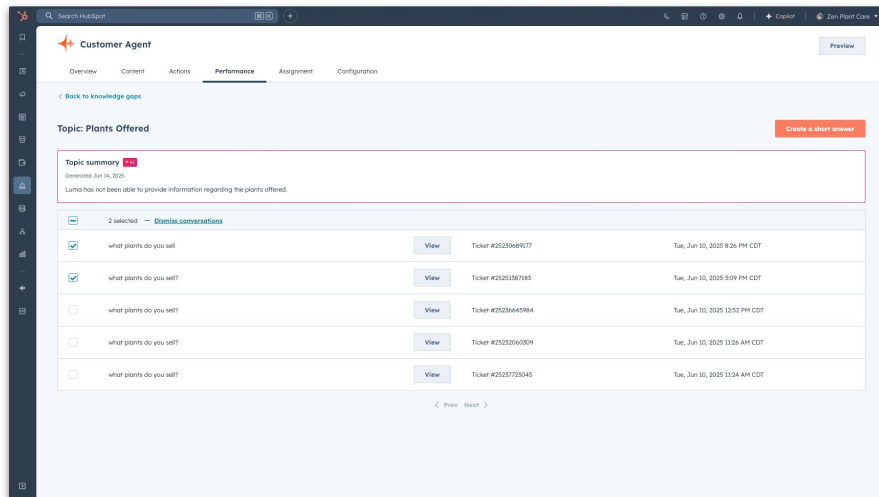 Search HubSpot
⌘ K
+
Copilot
Zen Plant Care
Customer Agent
Preview
Overview
Content
Actions
Performance
Assignment
Configuration
Back to knowledge gaps
Topic: Plants Offered
Create a short answer
Topic summary
AI
Generated Jun 14, 2025
Luma has not been able to provide information regarding the plants offered.
2 selected — Dismiss conversations
what plants do you sell View Ticket #25230689177 Tue, Jun 10, 2025 8:26 PM CDT
what plants do you sell? View Ticket #25251387183 Tue, Jun 10, 2025 3:09 PM CDT
what plants do you sell? View Ticket #25236645984 Tue, Jun 10, 2025 12:52 PM CDT
what plants do you sell? View Ticket #25232060309 Tue, Jun 10, 2025 11:26 AM CDT
what plants do you sell? View Ticket #25237723045 Tue, Jun 10, 2025 11:24 AM CDT
Prev Next